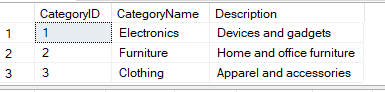 CategoryID CategoryName Description
1 1 Electronics Devices and gadgets
2 2 Furniture Home and office furniture
3 3 Clothing Apparel and accessories